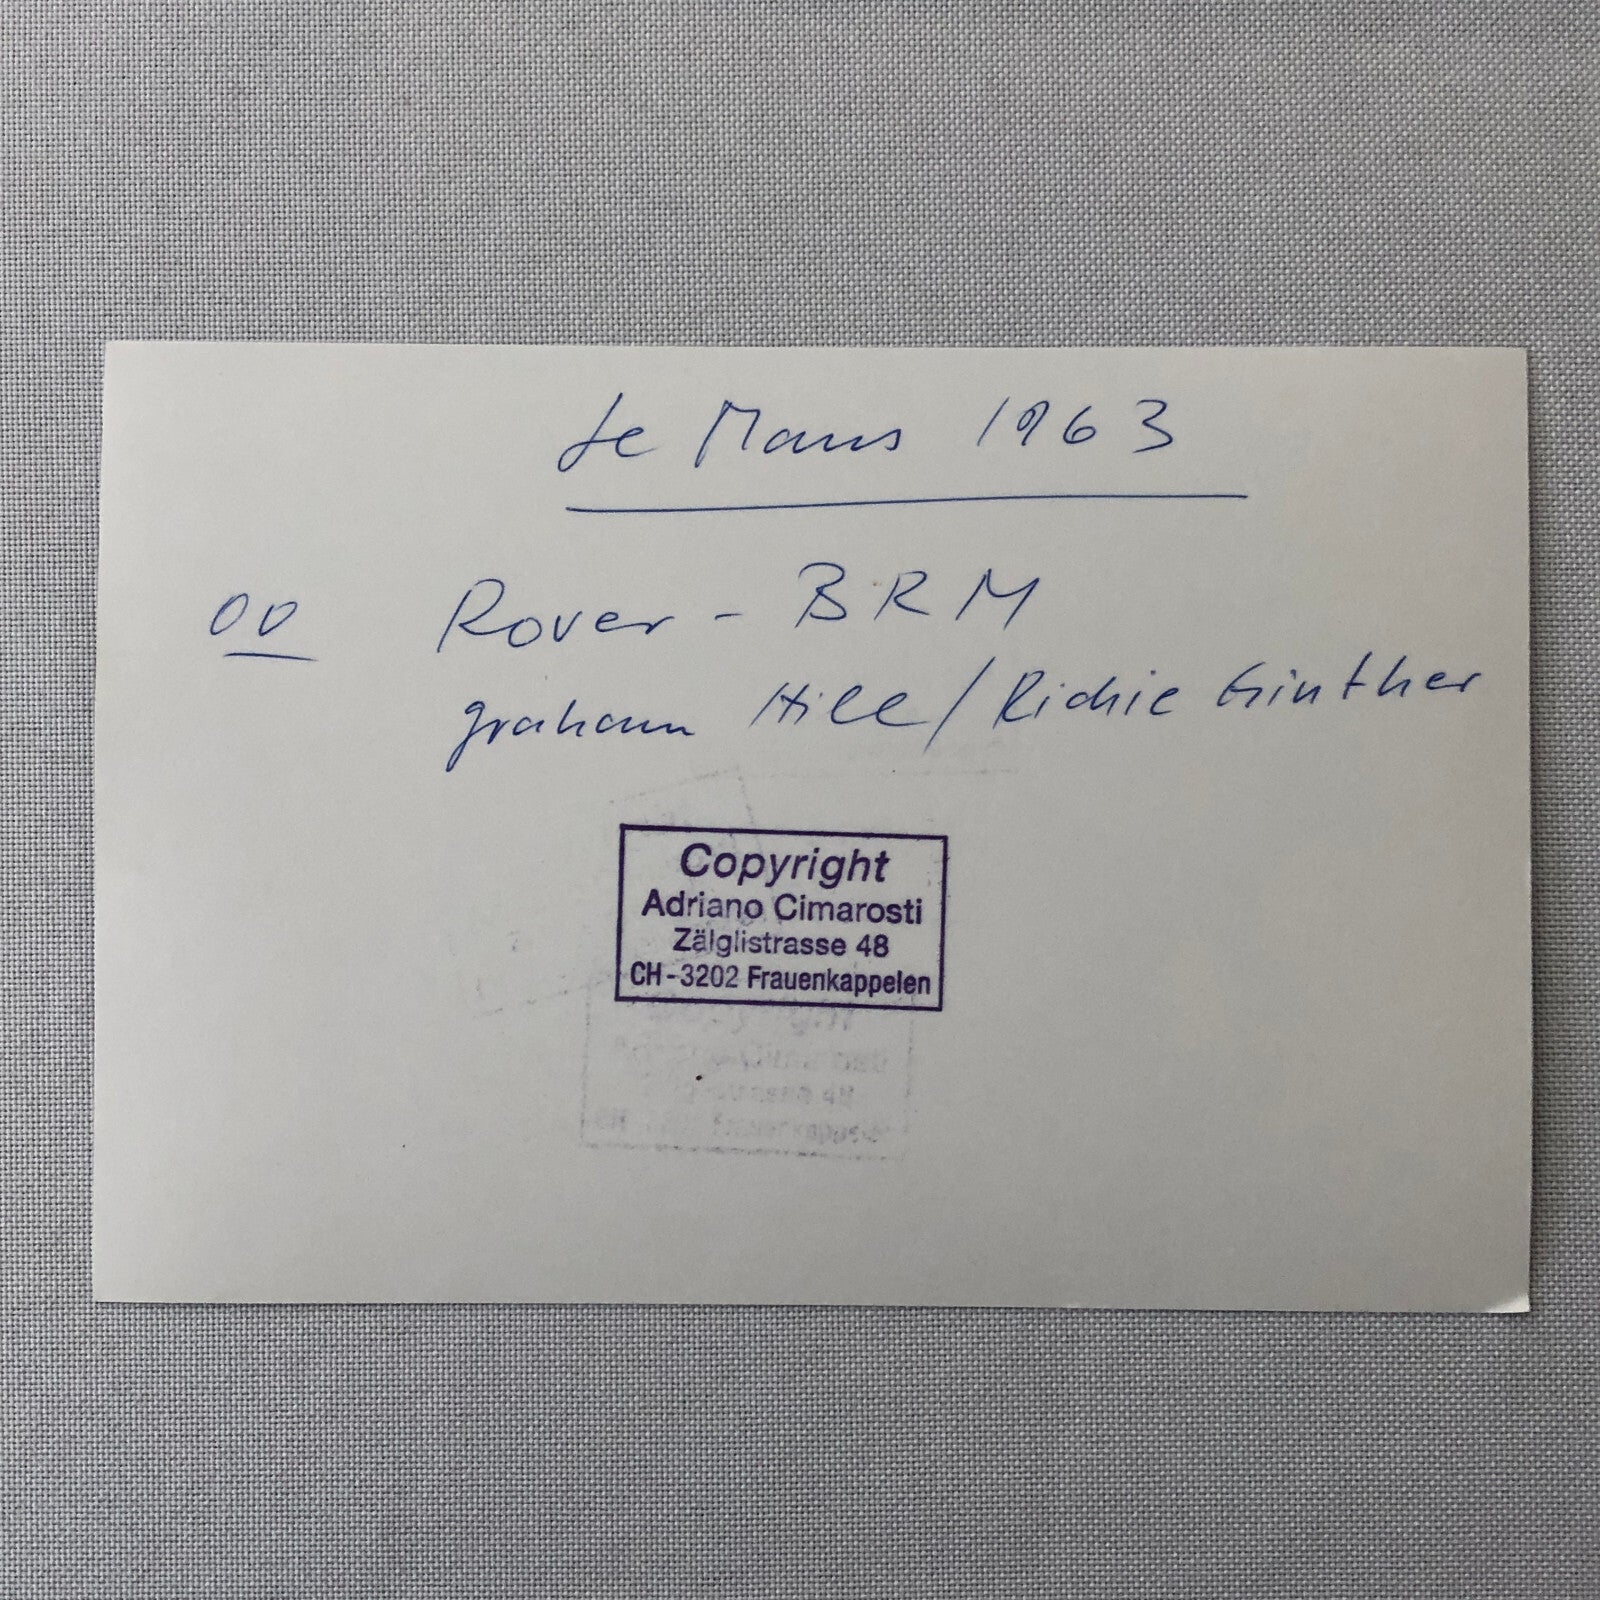 Le Mans 1963
00 Rover - BRM
graham Hill / Richie Ginther
Copyright
Adriano Cimarosti
Zälglistrasse 48
CH-3202 Frauenkappelen